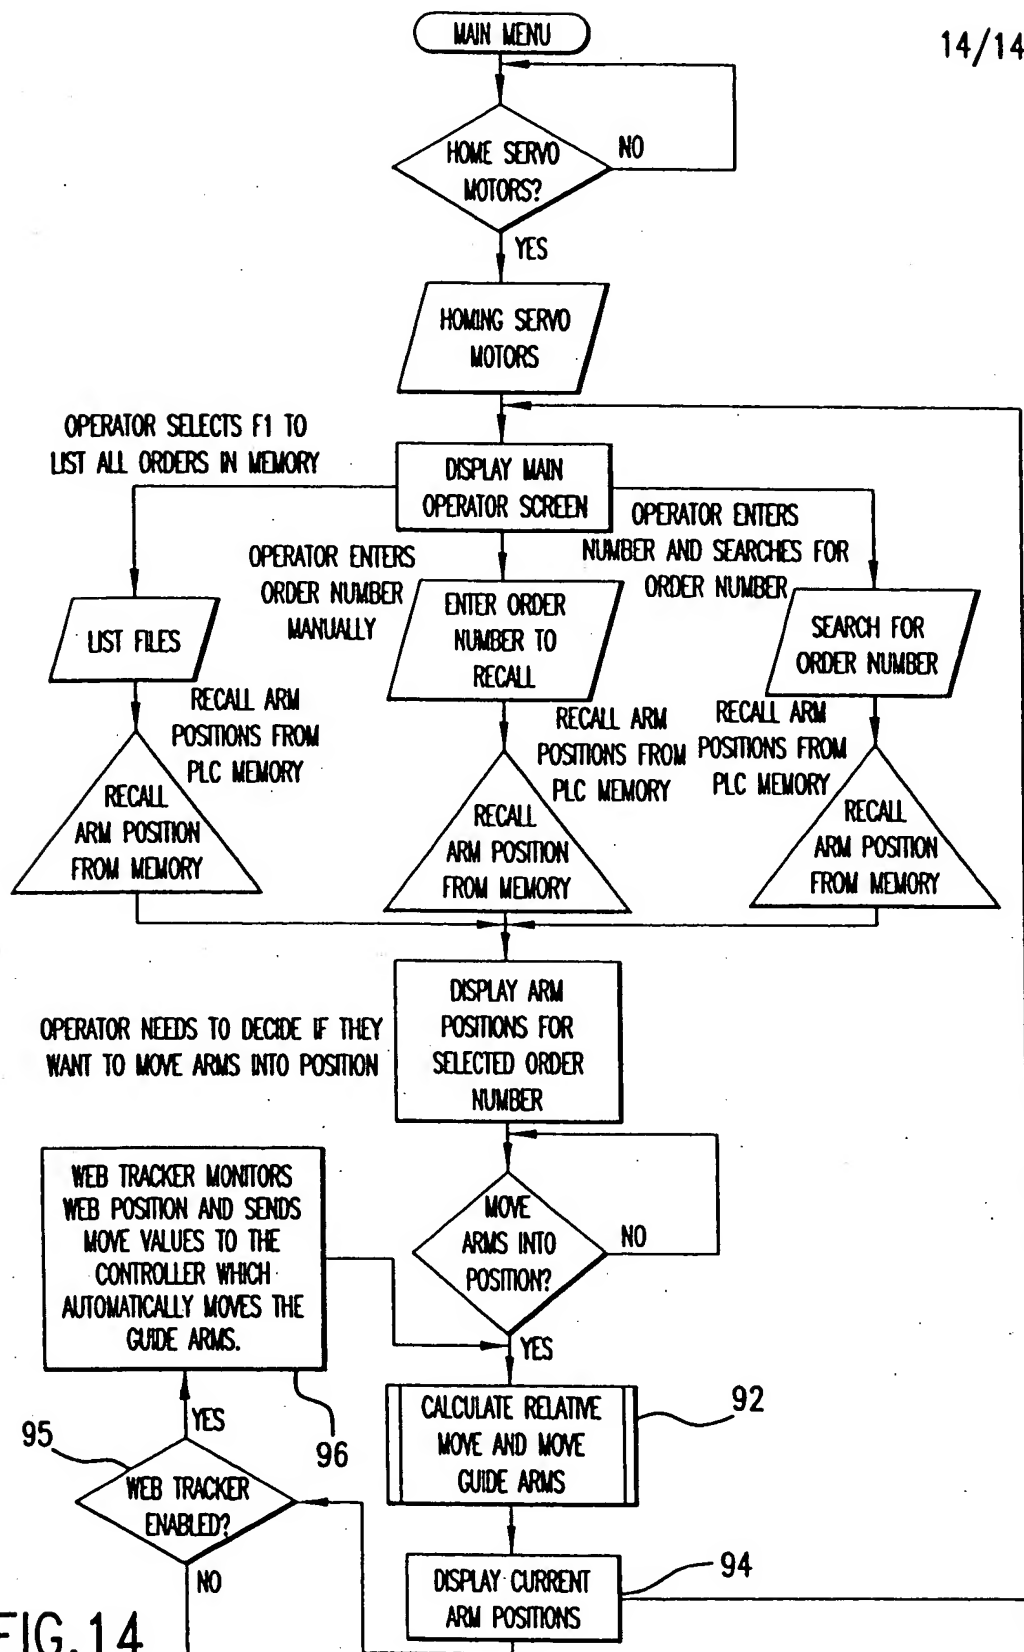 MAIN MENU
14/14
HOME SERVO
MOTORS?
NO
YES
HOMING SERVO
MOTORS
OPERATOR SELECTS F1 TO
LIST ALL ORDERS IN MEMORY
DISPLAY MAIN
OPERATOR SCREEN
OPERATOR ENTERS
NUMBER AND SEARCHES FOR
ORDER NUMBER
OPERATOR ENTERS
ORDER NUMBER
MANUALLY
LIST FILES
ENTER ORDER
NUMBER TO
RECALL
SEARCH FOR
ORDER NUMBER
RECALL ARM
POSITIONS FROM
PLC MEMORY
RECALL ARM
POSITIONS FROM
PLC MEMORY
RECALL ARM
POSITIONS FROM
PLC MEMORY
RECALL
ARM POSITION
FROM MEMORY
RECALL
ARM POSITION
FROM MEMORY
RECALL
ARM POSITION
FROM MEMORY
DISPLAY ARM
POSITIONS FOR
SELECTED ORDER
NUMBER
OPERATOR NEEDS TO DECIDE IF THEY
WANT TO MOVE ARMS INTO POSITION
WEB TRACKER MONITORS
WEB POSITION AND SENDS
MOVE VALUES TO THE
CONTROLLER WHICH
AUTOMATICALLY MOVES THE
GUIDE ARMS.
MOVE
ARMS INTO
POSITION?
NO
YES
CALCULATE RELATIVE
MOVE AND MOVE
GUIDE ARMS
92
96
95
YES
WEB TRACKER
ENABLED?
NO
DISPLAY CURRENT
ARM POSITIONS
94
FIG.14